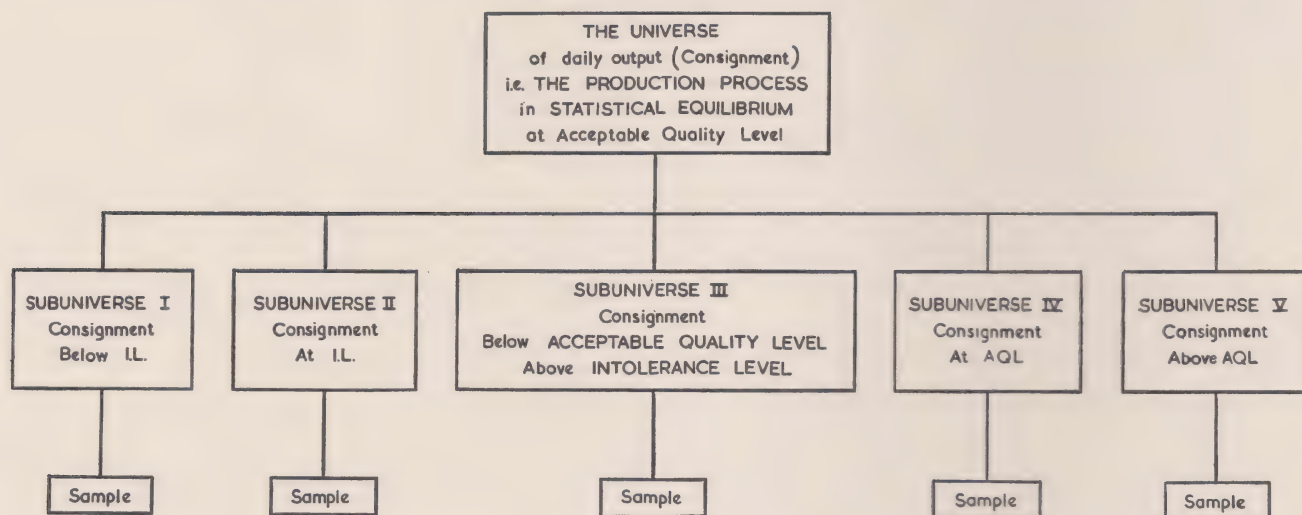 THE UNIVERSE
of daily output (Consignment)
i.e. THE PRODUCTION PROCESS
in STATISTICAL EQUILIBRIUM
at Acceptable Quality Level
SUBUNIVERSE I
Consignment
Below I.L.
SUBUNIVERSE II
Consignment
At I.L.
SUBUNIVERSE III
Consignment
Below ACCEPTABLE QUALITY LEVEL
Above INTOLERANCE LEVEL
SUBUNIVERSE IV
Consignment
At AQL
SUBUNIVERSE V
Consignment
Above AQL
Sample
Sample
Sample
Sample
Sample